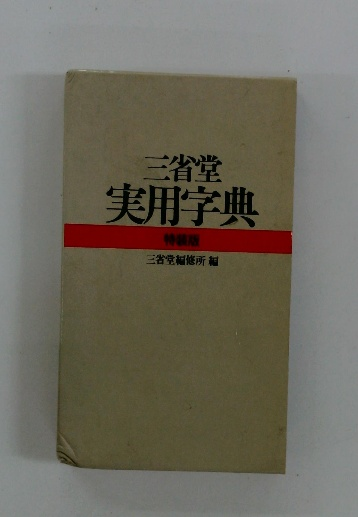 三省堂
実用字典
特装版
三省堂編修所 編